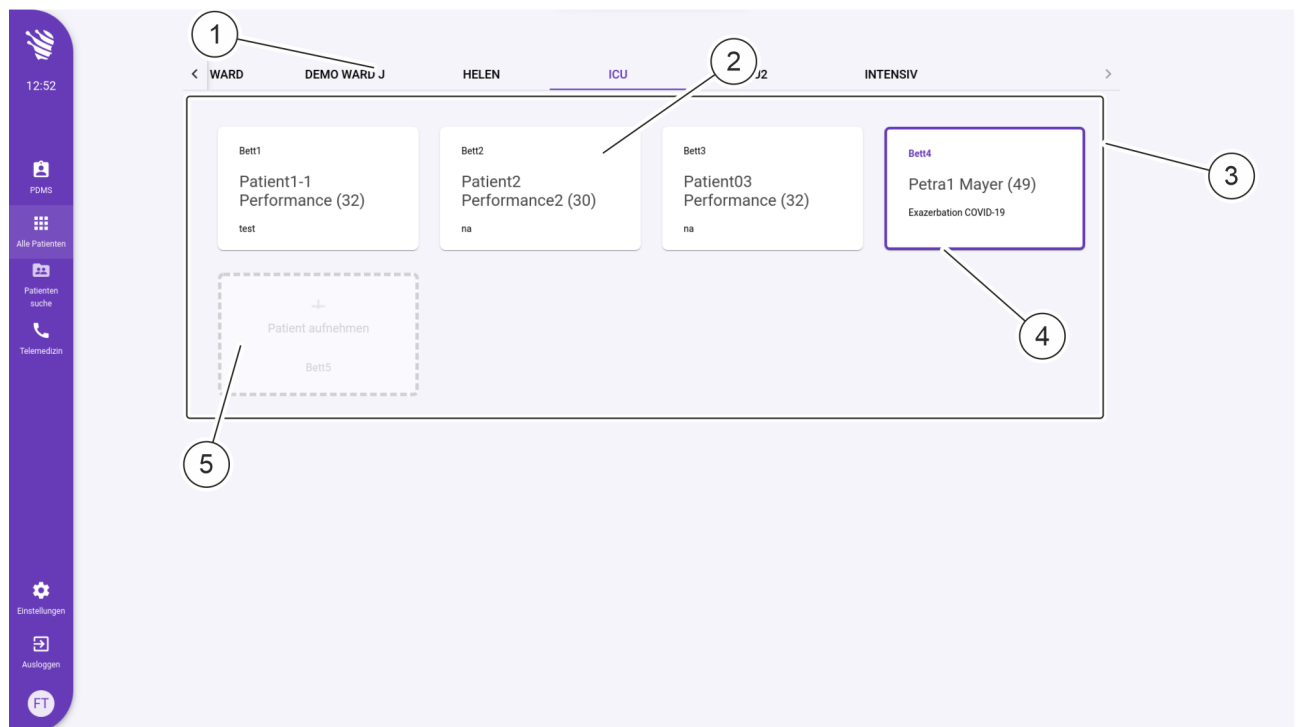 12:52
PDMS
Alle Patienten
Patienten
suche
Telemedizin
Einstellungen
Ausloggen
FT
1
2
WARD DEMO WARD J HELEN ICU INTENSIV
3
Bett1
Patient1-1
Performance (32)
test
Bett2
Patient2
Performance2 (30)
na
Bett3
Patient03
Performance (32)
na
Bett4
Petra1 Mayer (49)
Exazerbation COVID-19
4
Patient aufnehmen
Bett5
5